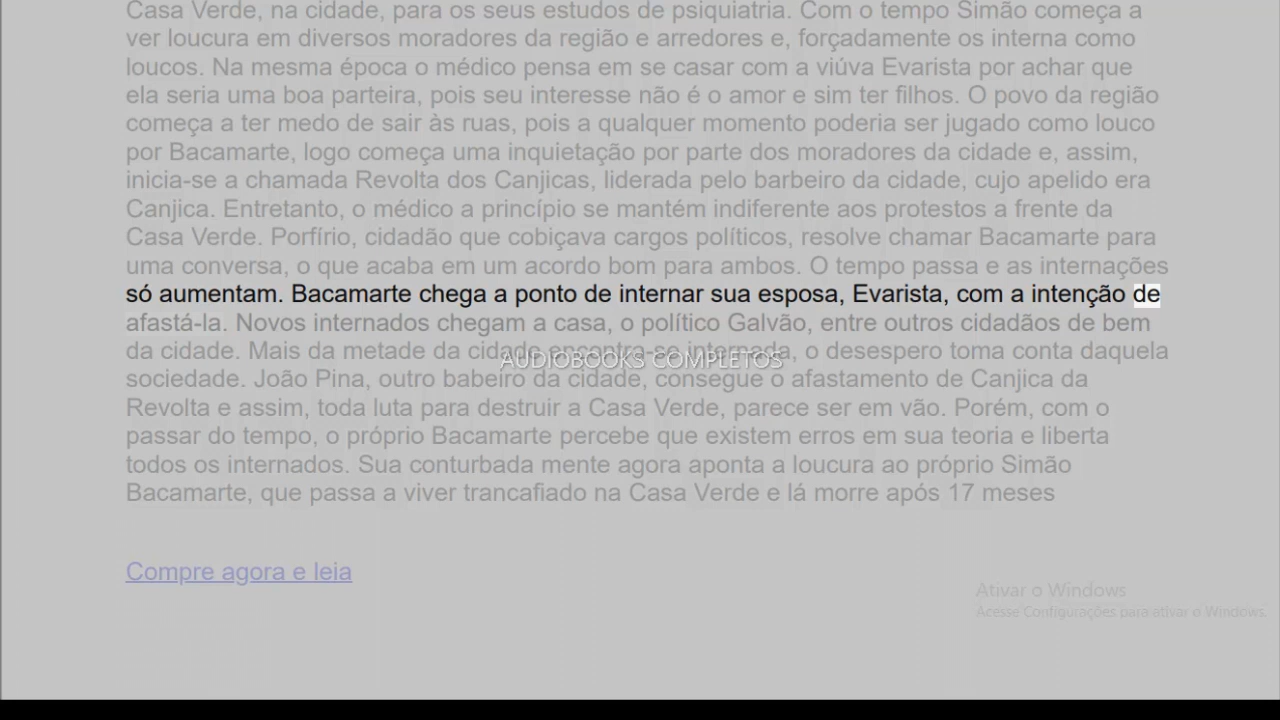 Casa Verde, na cidade, para os seus estudos de psiquiatria. Com o tempo Simão começa a
ver loucura em diversos moradores da região e arredores e, forçadamente os interna como
loucos. Na mesma época o médico pensa em se casar com a viúva Evarista por achar que
ela seria uma boa parteira, pois seu interesse não é o amor e sim ter filhos. O povo da região
começa a ter medo de sair às ruas, pois a qualquer momento poderia ser jugado como louco
por Bacamarte, logo começa uma inquietação por parte dos moradores da cidade e, assim,
inicia-se a chamada Revolta dos Canjicas, liderada pelo barbeiro da cidade, cujo apelido era
Canjica. Entretanto, o médico a princípio se mantém indiferente aos protestos a frente da
Casa Verde. Porfírio, cidadão que cobiçava cargos políticos, resolve chamar Bacamarte para
uma conversa, o que acaba em um acordo bom para ambos. O tempo passa e as internações
só aumentam. Bacamarte chega a ponto de internar sua esposa, Evarista, com a intenção de
afastá-la. Novos internados chegam a casa, o político Galvão, entre outros cidadãos de bem
da cidade. Mais da metade da cidade encontra-se internada, o desespero toma conta daquela
AUDIOBOOKS COMPLETOS
sociedade. João Pina, outro babeiro da cidade, consegue o afastamento de Canjica da
Revolta e assim, toda luta para destruir a Casa Verde, parece ser em vão. Porém, com o
passar do tempo, o próprio Bacamarte percebe que existem erros em sua teoria e liberta
todos os internados. Sua conturbada mente agora aponta a loucura ao próprio Simão
Bacamarte, que passa a viver trancafiado na Casa Verde e lá morre após 17 meses
Compre agora e leia
Ativar o Windows
Acesse Configurações para ativar o Windows.